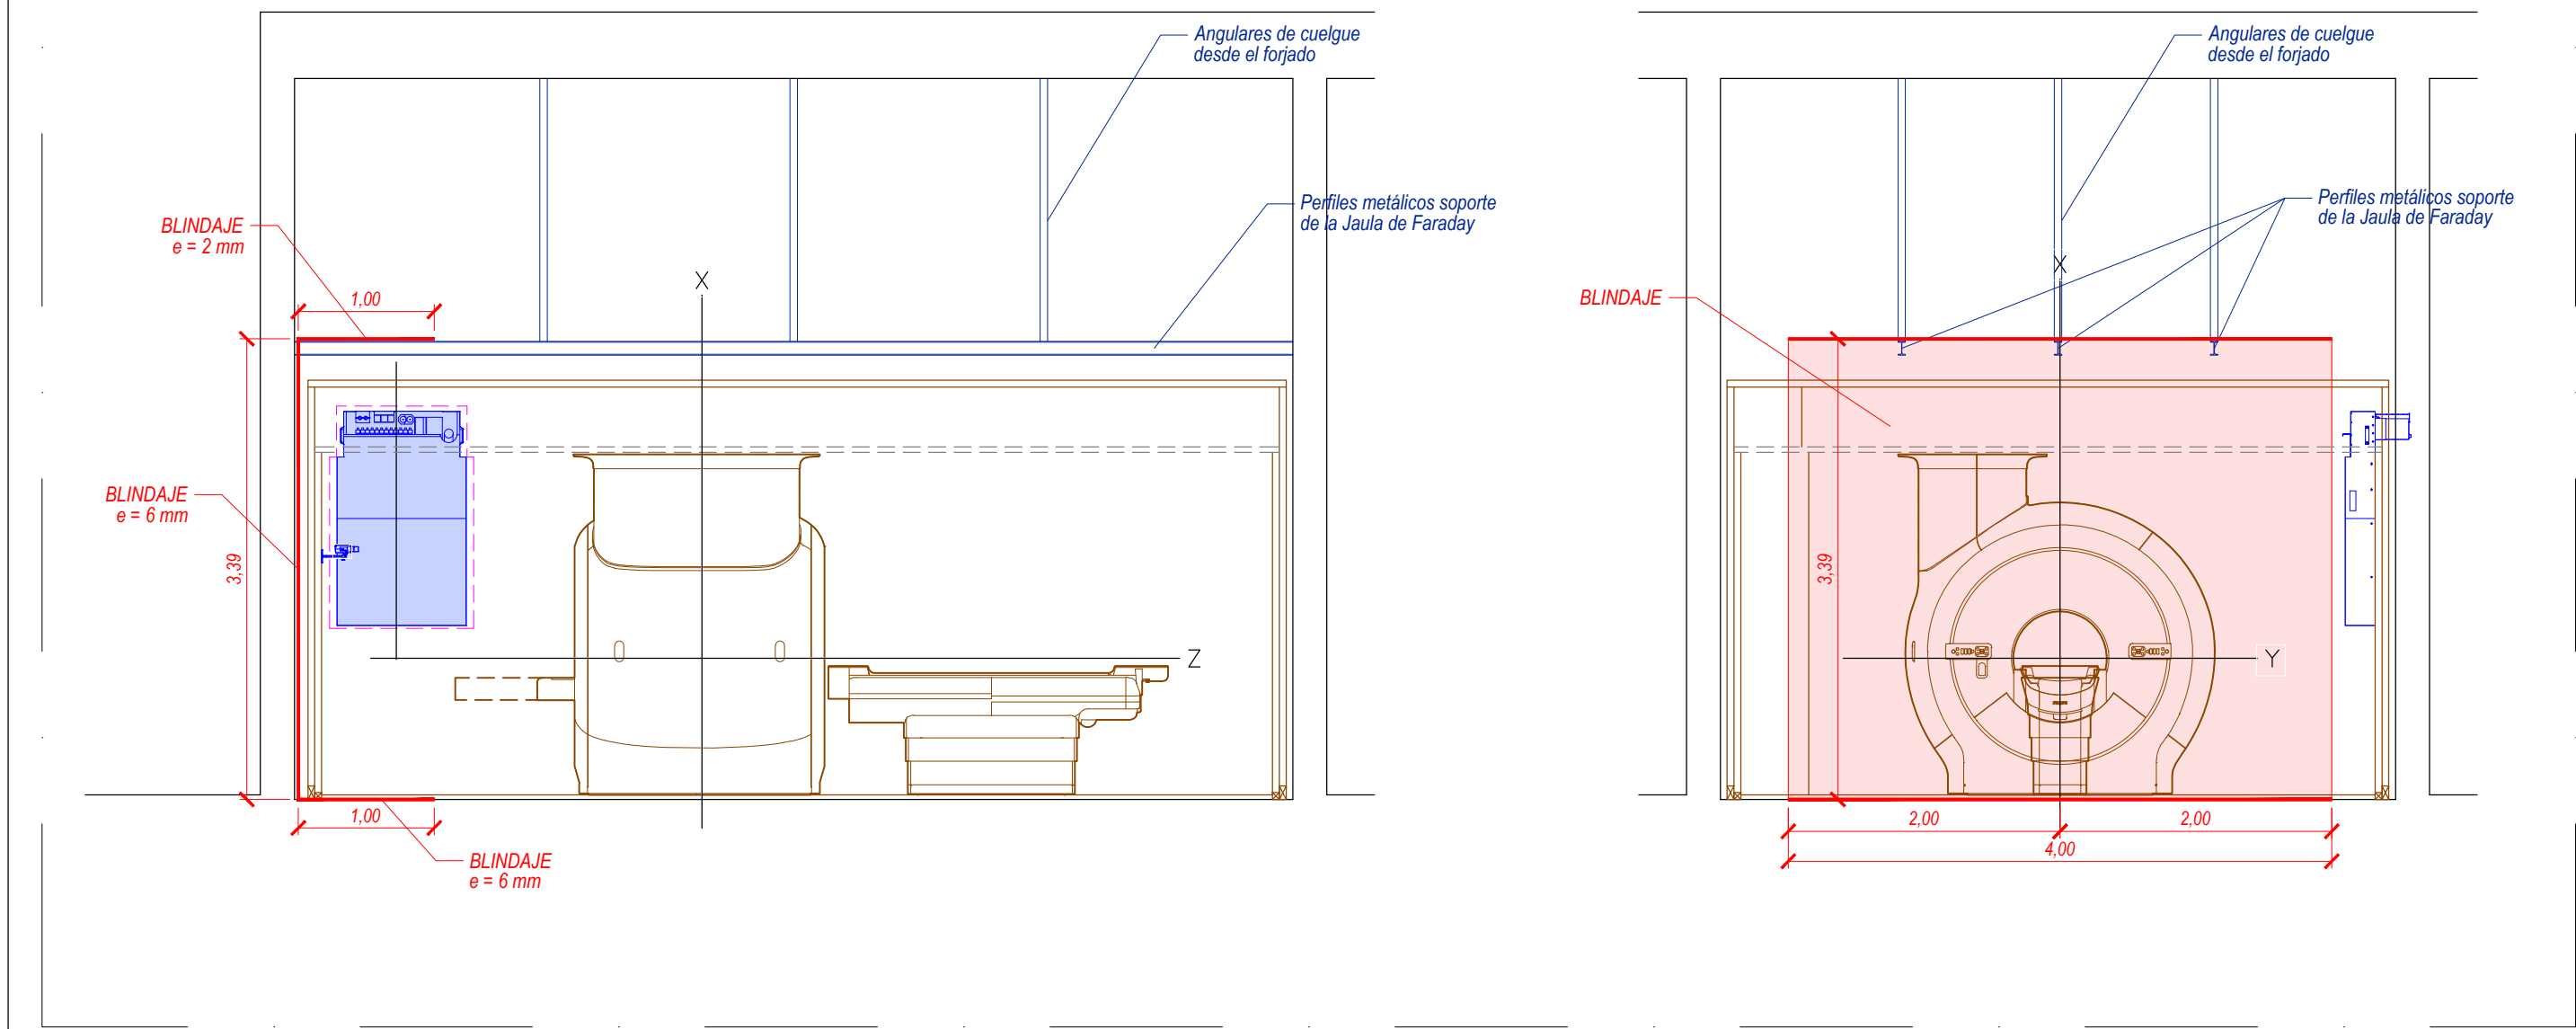 Angulares de cuelgue
desde el forjado
Perfiles metálicos soporte
de la Jaula de Faraday
BLINDAJE
e = 2 mm
1,00
X
BLINDAJE
e = 6 mm
3,39
Z
1,00
BLINDAJE
e = 6 mm
Angulares de cuelgue
desde el forjado
Perfiles metálicos soporte
de la Jaula de Faraday
X
BLINDAJE
3,39
Y
2,00
2,00
4,00